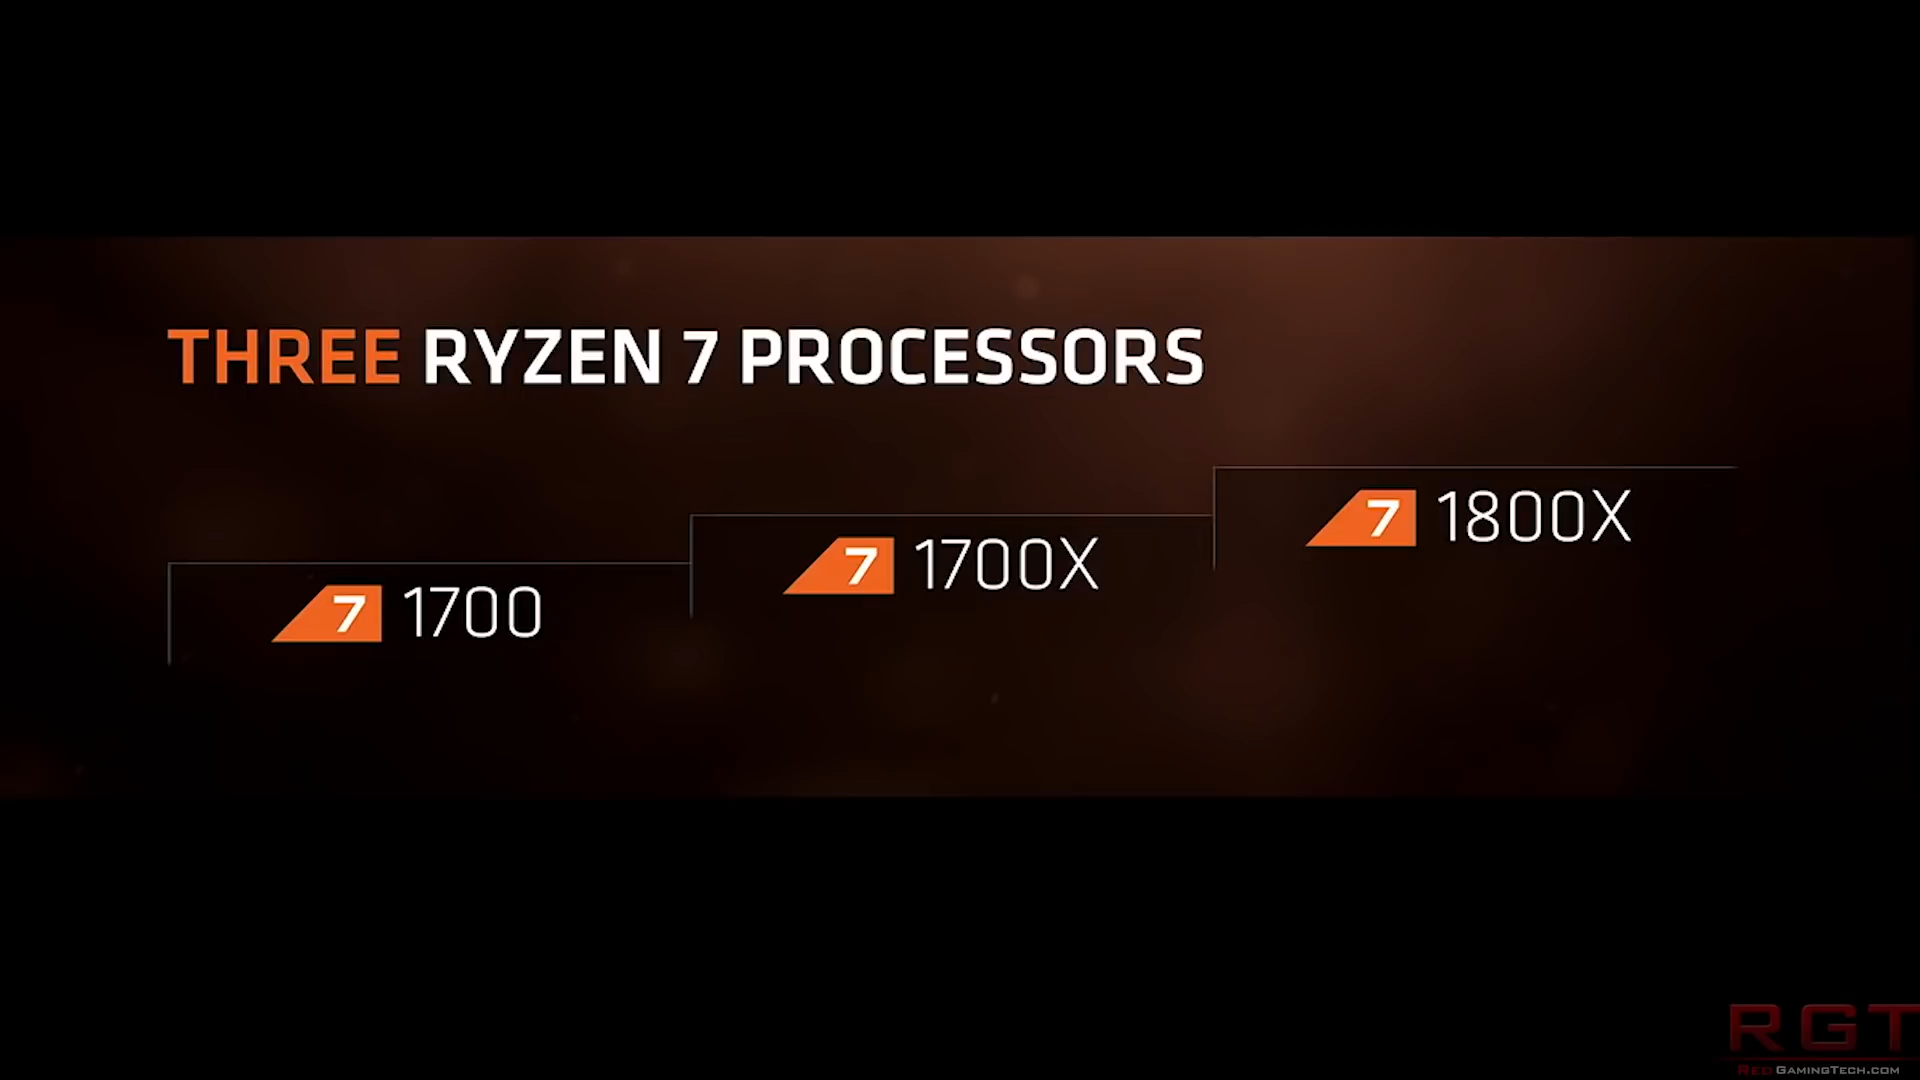 THREE RYZEN 7 PROCESSORS
7 1700
7 1700X
7 1800X
RGT
REDGAMINGTECH.COM